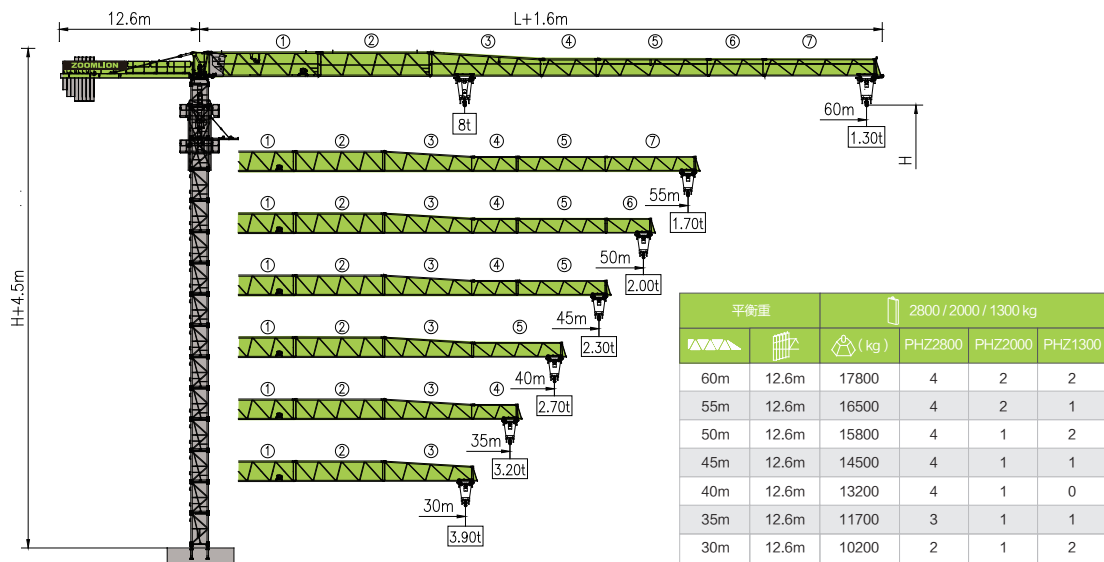 12.6m L+1.6m
① ② ③ ④ ⑤ ⑥ ⑦
ZOOMLION
8t
60m
1.30t
H
H+4.5m
① ② ③ ④ ⑤ ⑦
55m
1.70t
① ② ③ ④ ⑤ ⑥
50m
2.00t
① ② ③ ④ ⑤
45m
2.30t
① ② ③ ⑤
40m
2.70t
① ② ③ ④
35m
3.20t
① ② ③
30m
3.90t
平衡重 2800 / 2000 / 1300 kg
( kg ) PHZ2800 PHZ2000 PHZ1300
60m 12.6m 17800 4 2 2
55m 12.6m 16500 4 2 1
50m 12.6m 15800 4 1 2
45m 12.6m 14500 4 1 1
40m 12.6m 13200 4 1 0
35m 12.6m 11700 3 1 1
30m 12.6m 10200 2 1 2